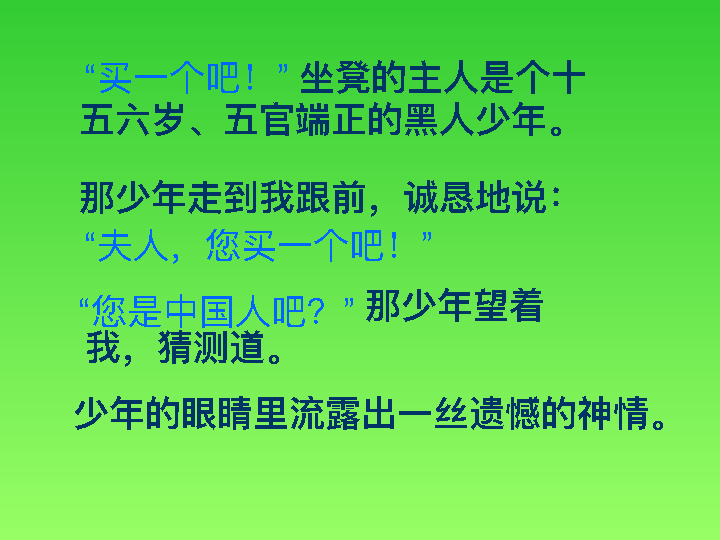 “买一个吧！” 坐凳的主人是个十
五六岁、五官端正的黑人少年。
那少年走到我跟前，诚恳地说：
“夫人，您买一个吧！”
“您是中国人吧？” 那少年望着
我，猜测道。
少年的眼睛里流露出一丝遗憾的神情。